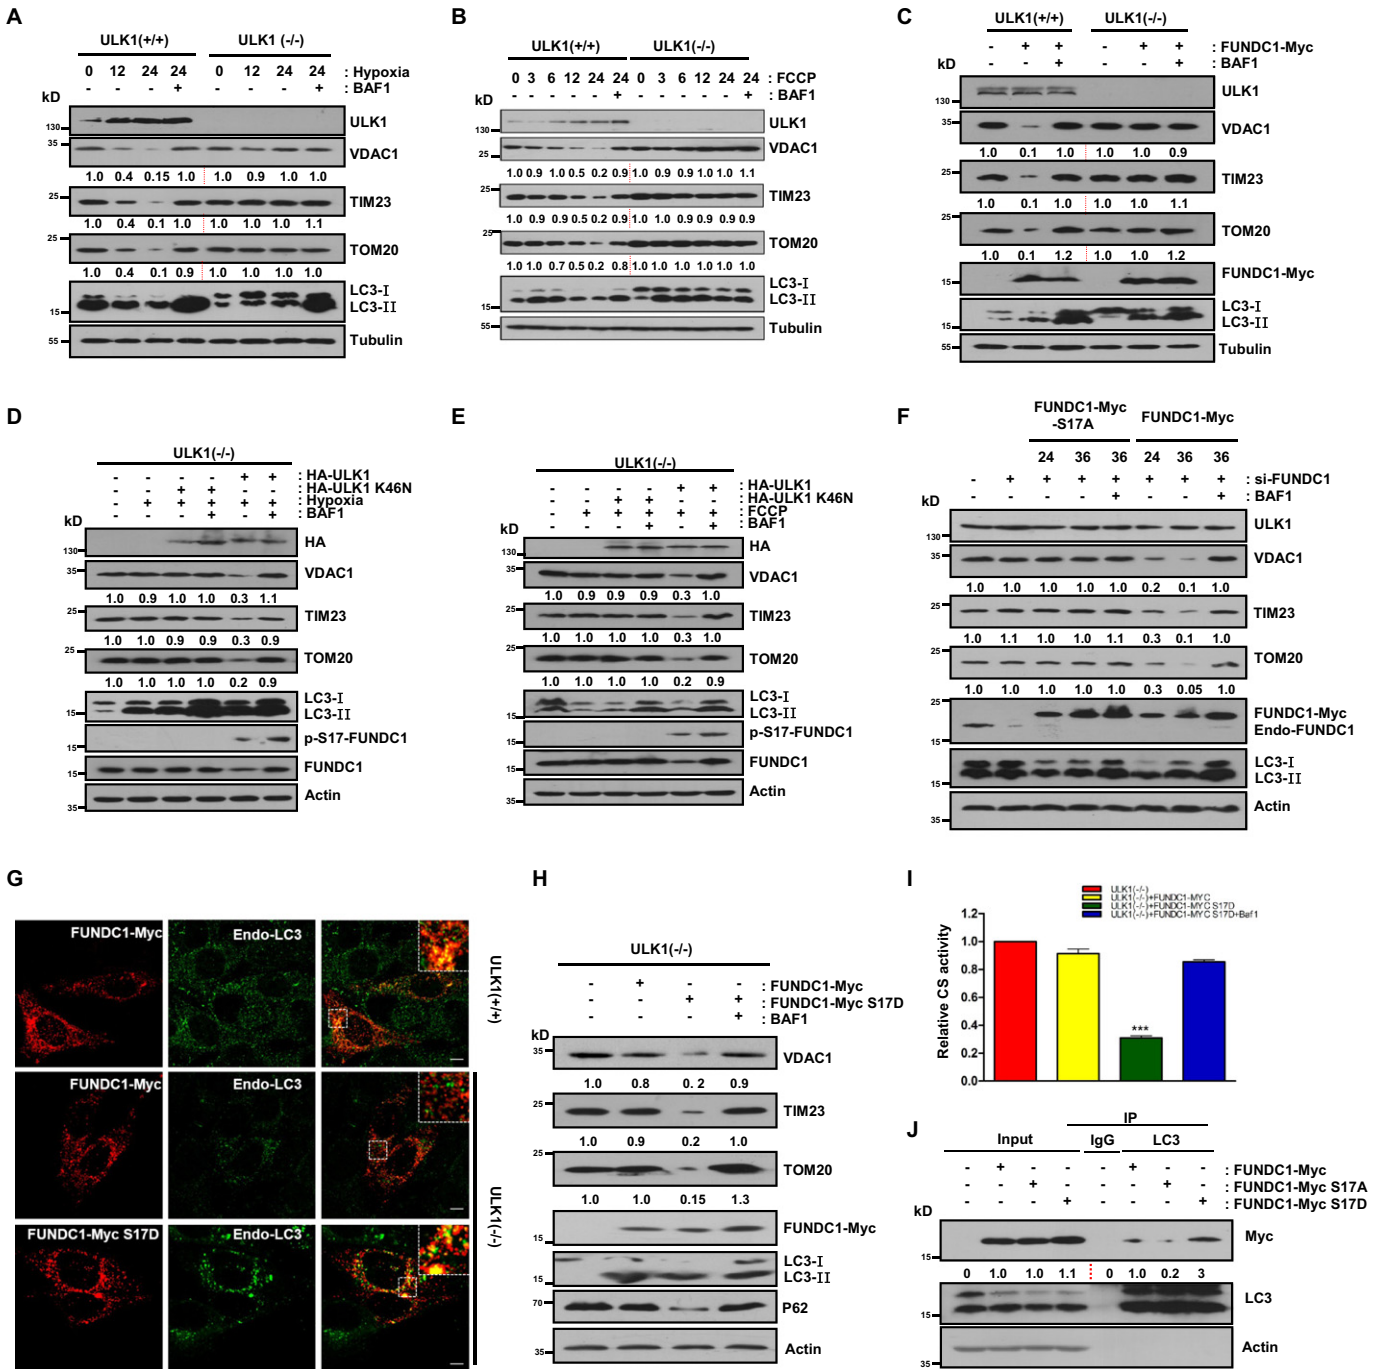 A
ULK1(+/+) ULK1 (-/-)
0 12 24 24 0 12 24 24 : Hypoxia
- - - + - - - + : BAF1
kD
130 ULK1
35 VDAC1
1.0 0.4 0.15 1.0 1.0 0.9 1.0 1.0
25 TIM23
1.0 0.4 0.1 1.0 1.0 1.0 1.0 1.1
25 TOM20
1.0 0.4 0.1 0.9 1.0 1.0 1.0 1.0
LC3-I
15 LC3-II
55 Tubulin
B
ULK1(+/+) ULK1(-/-)
0 3 6 12 24 24 0 3 6 12 24 24 : FCCP
- - - - - + - - - - - + : BAF1
kD
130 ULK1
25 VDAC1
1.0 0.9 1.0 0.5 0.2 0.9 1.0 0.9 0.9 1.0 1.0 1.1
25 TIM23
1.0 0.9 0.9 0.5 0.2 0.9 1.0 1.0 0.9 0.9 0.9 0.9
25 TOM20
1.0 1.0 0.7 0.5 0.2 0.8 1.0 1.0 1.0 1.0 1.0 1.0
LC3-I
15 LC3-II
55 Tubulin
C
ULK1(+/+) ULK1(-/-)
- + + - + + : FUNDC1-Myc
- - + - - + : BAF1
kD
130 ULK1
35 VDAC1
1.0 0.1 1.0 1.0 1.0 0.9
25 TIM23
1.0 0.1 1.0 1.0 1.0 1.1
25 TOM20
1.0 0.1 1.2 1.0 1.0 1.2
15 FUNDC1-Myc
LC3-I
15 LC3-II
55 Tubulin
D
ULK1(-/-)
- - - - + + : HA-ULK1
- - + + - - : HA-ULK1 K46N
- + + + + + : Hypoxia
- - - + - + : BAF1
kD
130 HA
35 VDAC1
1.0 0.9 1.0 1.0 0.3 1.1
25 TIM23
1.0 1.0 0.9 0.9 0.3 0.9
25 TOM20
1.0 1.0 1.0 1.0 0.2 0.9
LC3-I
15 LC3-II
15 p-S17-FUNDC1
15 FUNDC1
35 Actin
E
ULK1(-/-)
- - - - + + : HA-ULK1
- - + + - - : HA-ULK1 K46N
- + + + + + : FCCP
- - - + - + : BAF1
kD
130 HA
35 VDAC1
1.0 0.9 0.9 0.9 0.3 1.0
25 TIM23
1.0 1.0 1.0 1.0 0.3 1.0
25 TOM20
1.0 1.0 1.0 1.0 0.2 0.9
LC3-I
15 LC3-II
15 p-S17-FUNDC1
15 FUNDC1
35 Actin
F
FUNDC1-Myc
-S17A
FUNDC1-Myc
24 36 36 24 36 36
- + + + + + + + : si-FUNDC1
+ + : BAF1
kD
130 ULK1
35 VDAC1
1.0 1.0 1.0 1.0 1.0 0.2 0.1 1.0
25 TIM23
1.0 1.1 1.0 1.0 1.1 0.3 0.1 1.0
25 TOM20
1.0 1.0 1.0 1.0 1.0 0.3 0.05 1.0
FUNDC1-Myc
15 Endo-FUNDC1
LC3-I
15 LC3-II
35 Actin
G
FUNDC1-Myc Endo-LC3
ULK1(+/+)
FUNDC1-Myc Endo-LC3
FUNDC1-Myc S17D Endo-LC3
ULK1(-/-)
H
ULK1(-/-)
- + - - : FUNDC1-Myc
- - + + : FUNDC1-Myc S17D
- - - + : BAF1
kD
35 VDAC1
1.0 0.8 0. 2 0.9
25 TIM23
1.0 0.9 0.2 1.0
25 TOM20
1.0 1.0 0.15 1.3
15 FUNDC1-Myc
LC3-I
15 LC3-II
70 P62
35 Actin
I
ULK1(-/-)
ULK1(-/-)+FUNDC1-MYC
ULK1(-/-)+FUNDC1-MYC S17D
ULK1(-/-)+FUNDC1-MYC S17D+Baf1
Relative CS activity
1.2
1.0
0.8
0.6
0.4
0.2
0.0
***
J
IP
Input IgG LC3
- + - - - + - - : FUNDC1-Myc
- - + - - - + - : FUNDC1-Myc S17A
- - - + - - - + : FUNDC1-Myc S17D
kD
15 Myc
0 1.0 1.0 1.1 0 1.0 0.2 3
15 LC3
35 Actin